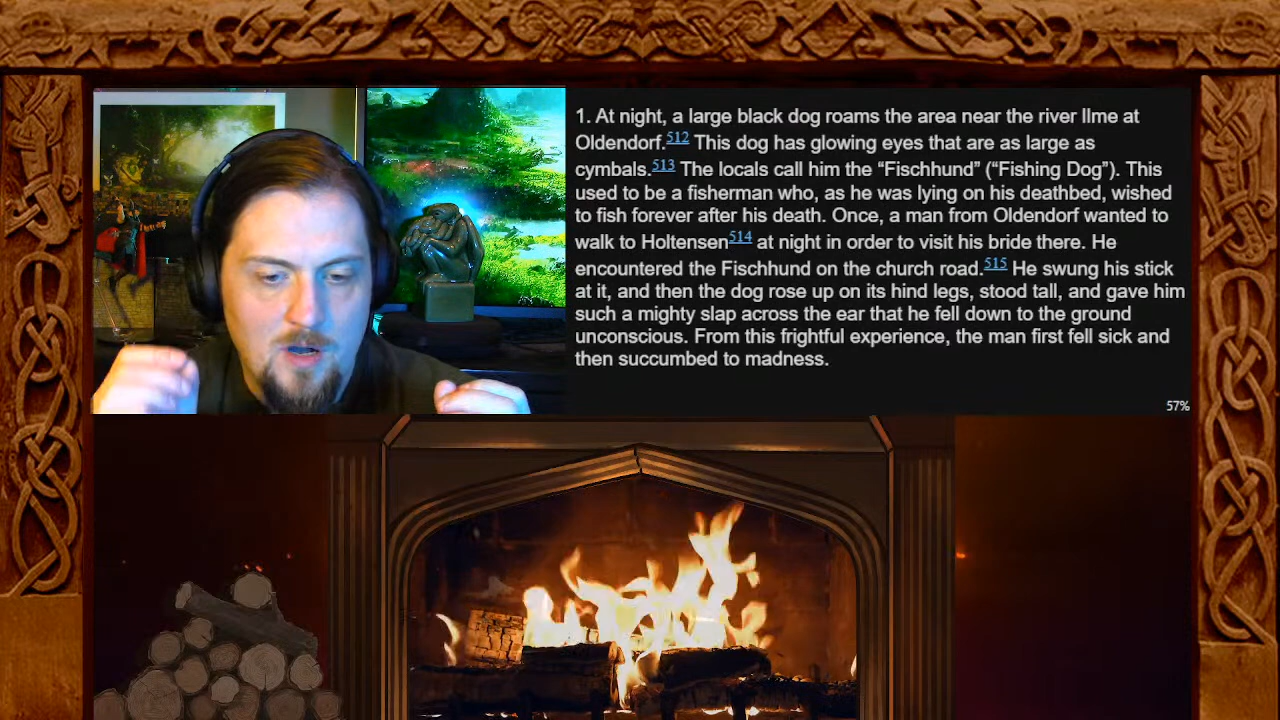 1. At night, a large black dog roams the area near the river Ilme at
Oldendorf.512 This dog has glowing eyes that are as large as
cymbals.513 The locals call him the “Fischhund” (“Fishing Dog”). This
used to be a fisherman who, as he was lying on his deathbed, wished
to fish forever after his death. Once, a man from Oldendorf wanted to
walk to Holtensen514 at night in order to visit his bride there. He
encountered the Fischhund on the church road.515 He swung his stick
at it, and then the dog rose up on its hind legs, stood tall, and gave him
such a mighty slap across the ear that he fell down to the ground
unconscious. From this frightful experience, the man first fell sick and
then succumbed to madness.
57%